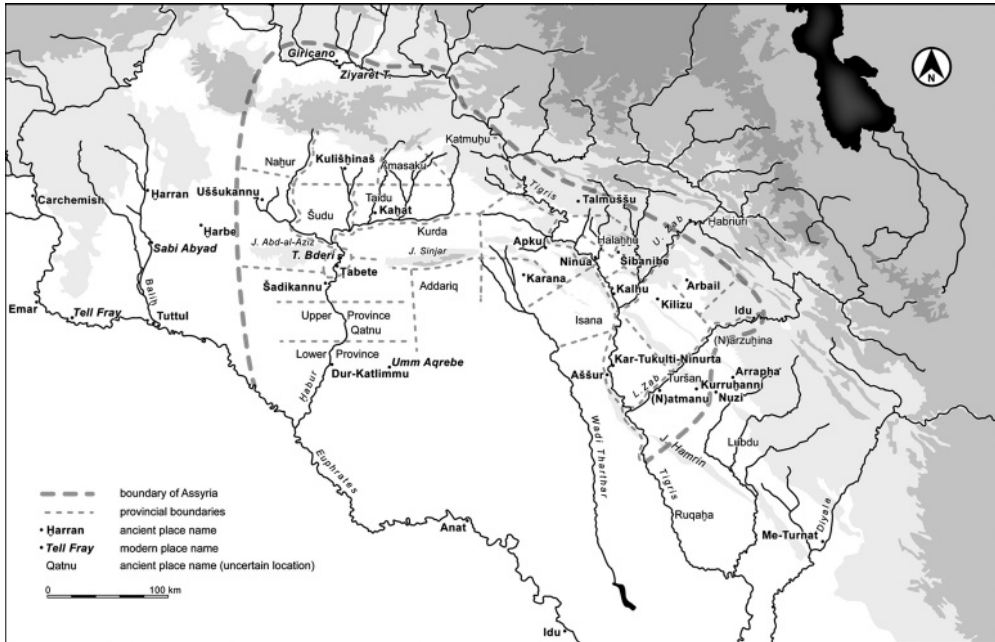 N
Giricano
Ziyaret T.
Katmuḫu
Naḫur
Kulišḫinaš
Amasaku
Tigris
Talmuššu
Ḫarran
Uššukannu
Taidu
Kaḫat
Carchemish
Šudu
Ḫabriuri
U. Zab
Ḫarbe
Kurda
Sabi Abyad
J. Abd-al-Aziz
T. Bderi
J. Sinjar
Apku
Ninua
Halaḫḫu
Šibanibe
Ṭabete
Karana
Kalḫu
Arbail
Šadikannu
Addariq
Kilizu
Balih
Emar
Tell Fray
Tuttul
Upper Province
Qatnu
Isana
Idu
(N)arzuḫina
Lower Province
Umm Aqrebe
Dur-Katlimmu
Kar-Tukulti-Ninurta
Aššur
Arrapḫa
Turšan
Kurruḫanni
L. Zab
(N)atmanu
Nuzi
Ḫabur
Wadi Tharthar
Lubdu
J. Hamrin
Euphrates
Tigris
Ruqaḫa
Diyala
Me-Turnat
Anat
Idu
boundary of Assyria
provincial boundaries
Ḫarran ancient place name
Tell Fray modern place name
Qatnu ancient place name (uncertain location)
0 100 km